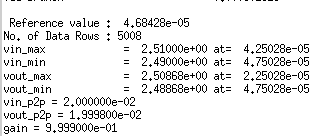 Reference value :  4.68428e-05
No. of Data Rows : 5008
vin_max = 2.51000e+00 at= 4.25028e-05
vin_min = 2.49000e+00 at= 4.75028e-05
vout_max = 2.50868e+00 at= 2.25028e-05
vout_min = 2.48868e+00 at= 4.75028e-05
vin_p2p = 2.000000e-02
vout_p2p = 1.999800e-02
gain = 9.999000e-01